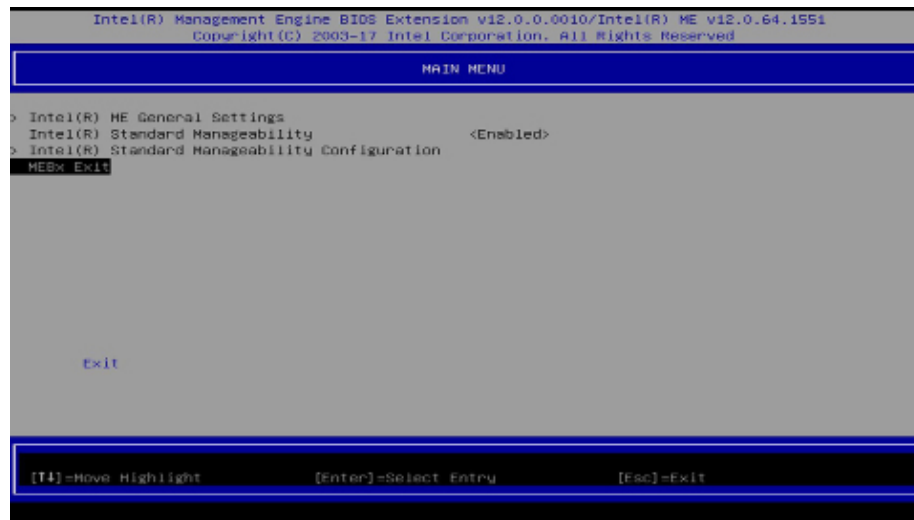 Intel(R) Management Engine BIOS Extension v12.0.0.0010/Intel(R) ME v12.0.64.1551
Copyright(C) 2003-17 Intel Corporation. All Rights Reserved
MAIN MENU
> Intel(R) ME General Settings
Intel(R) Standard Manageability <Enabled>
> Intel(R) Standard Manageability Configuration
MEBx Exit
Exit
[↑↓]=Move Highlight [Enter]=Select Entry [Esc]=Exit